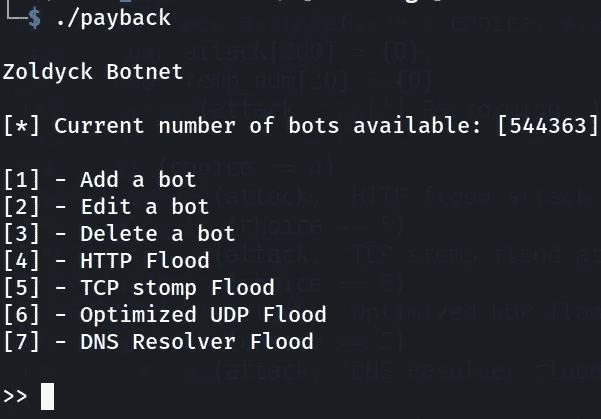 └─$ ./payback
Zoldyck Botnet
[*] Current number of bots available: [544363]
[1] - Add a bot
[2] - Edit a bot
[3] - Delete a bot
[4] - HTTP Flood
[5] - TCP stomp Flood
[6] - Optimized UDP Flood
[7] - DNS Resolver Flood
>>